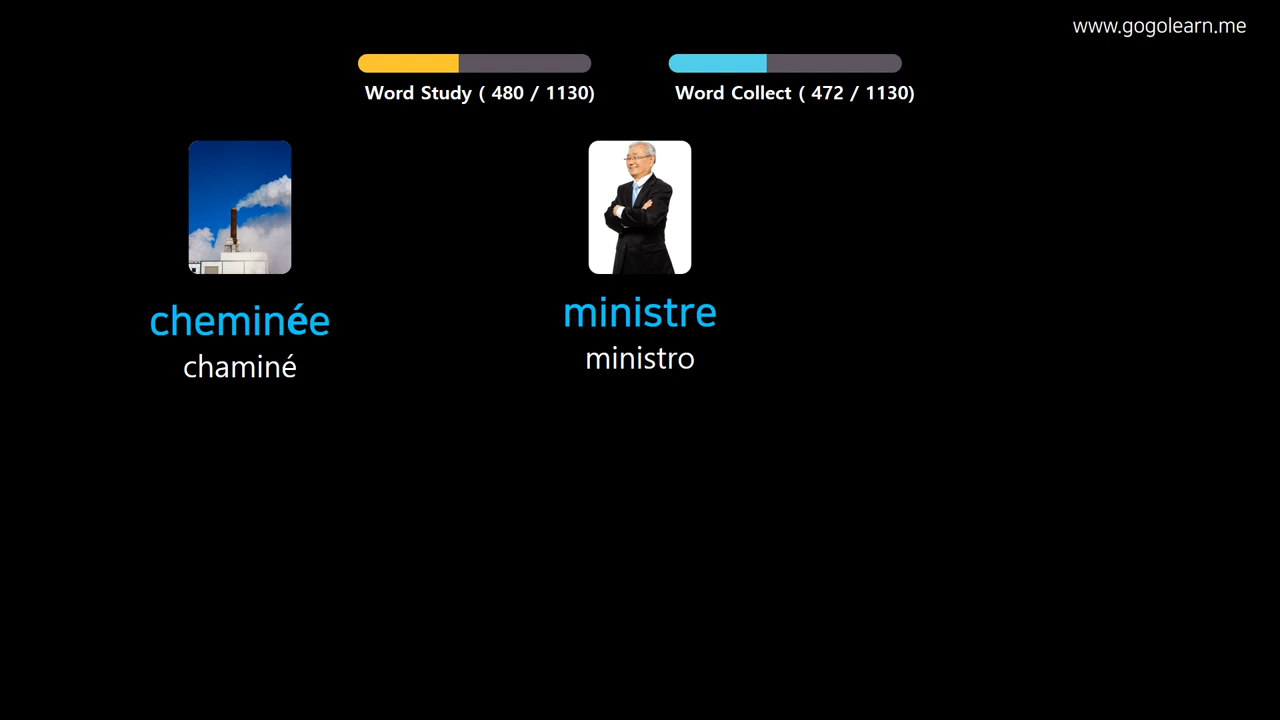 www.gogolearn.me
Word Study ( 480 / 1130)
Word Collect ( 472 / 1130)
cheminée
chaminé
ministre
ministro